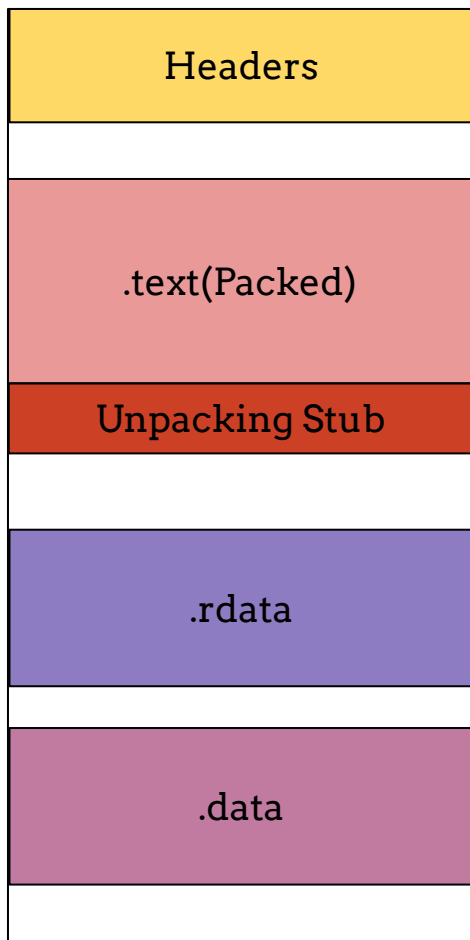 Headers
.text(Packed)
Unpacking Stub
.rdata
.data